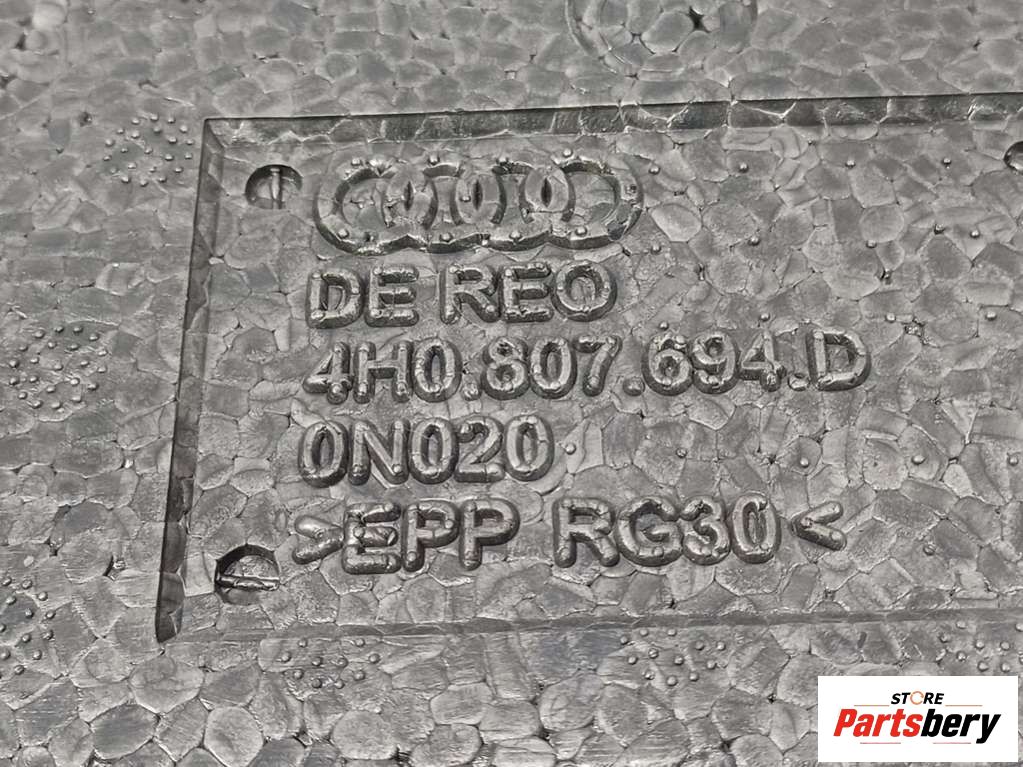 DE REO
4H0.807.694.D
0N020
>EPP RG30<
STORE
Partsbery